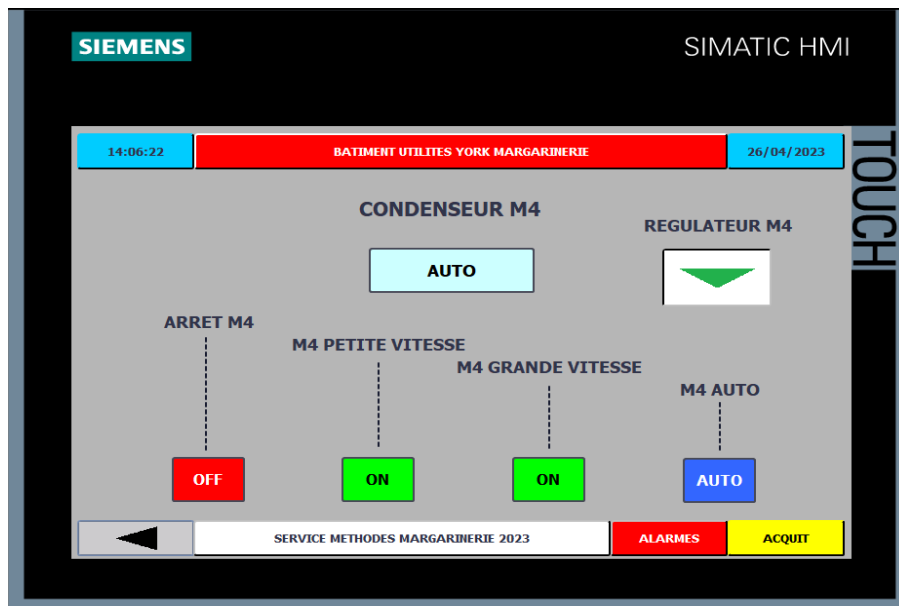 SIEMENS
SIMATIC HMI
TOUCH
14:06:22
BATIMENT UTILITES YORK MARGARINERIE
26/04/2023
CONDENSEUR M4
REGULATEUR M4
AUTO
ARRET M4
M4 PETITE VITESSE
M4 GRANDE VITESSE
M4 AUTO
OFF
ON
ON
AUTO
SERVICE METHODES MARGARINERIE 2023
ALARMES
ACQUIT